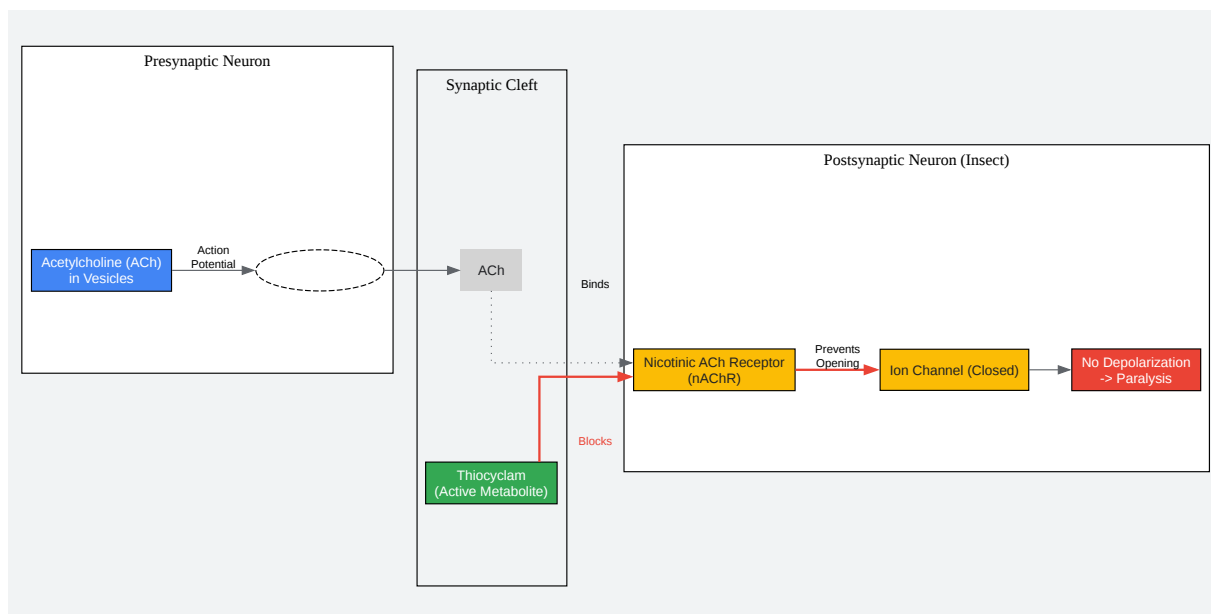 Presynaptic Neuron
Synaptic Cleft
Postsynaptic Neuron (Insect)
Acetylcholine (ACh)
in Vesicles
Action
Potential
ACh
Binds
Nicotinic ACh Receptor
(nAChR)
Prevents
Opening
Ion Channel (Closed)
No Depolarization
-> Paralysis
Blocks
Thiocyclam
(Active Metabolite)